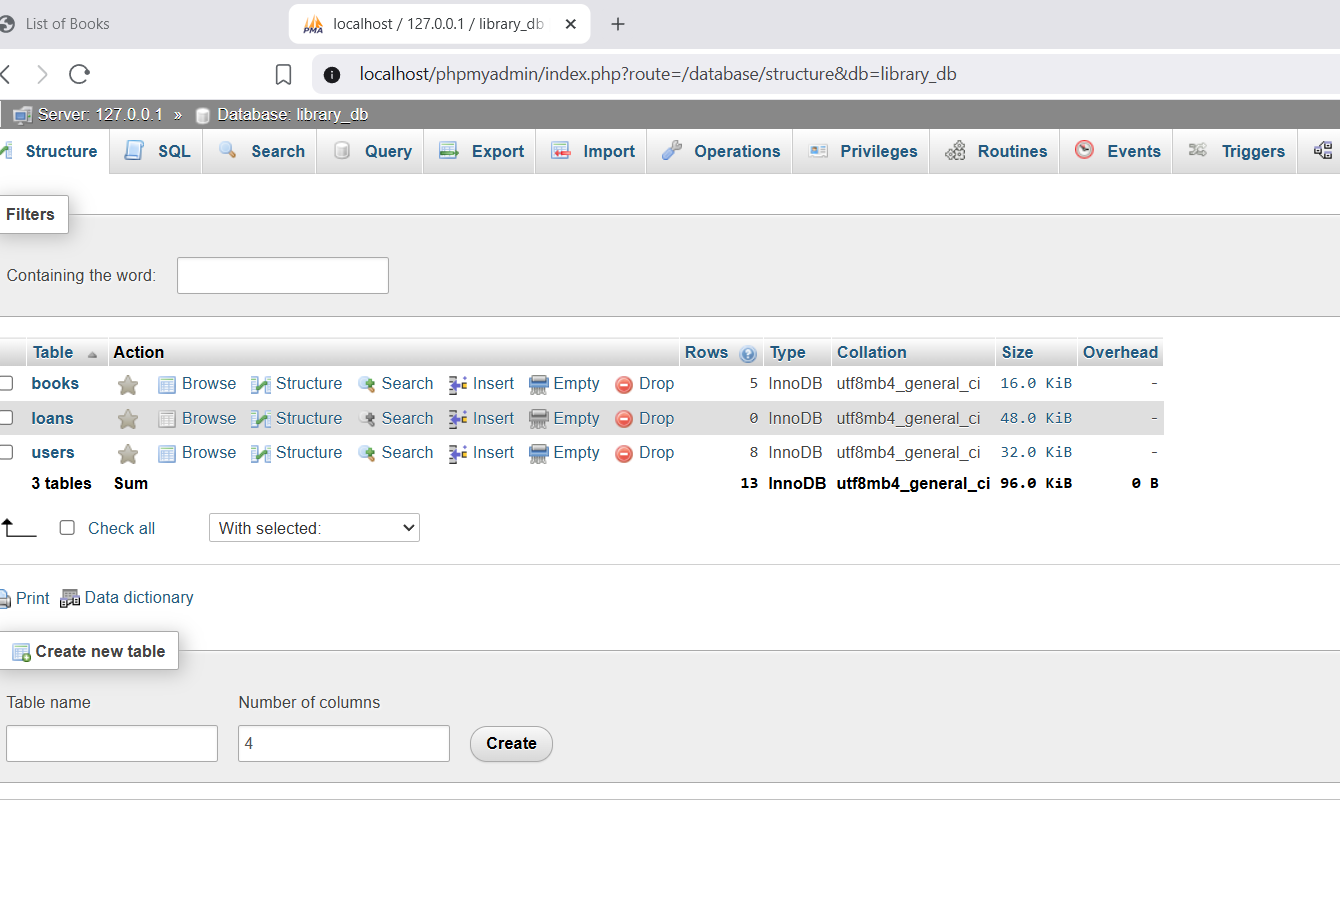 List of Books
PMA localhost / 127.0.0.1 / library_db
localhost/phpmyadmin/index.php?route=/database/structure&db=library_db
Server: 127.0.0.1 » Database: library_db
Structure SQL Search Query Export Import Operations Privileges Routines Events Triggers
Filters
Containing the word:
Table Action Rows Type Collation Size Overhead
books Browse Structure Search Insert Empty Drop 5 InnoDB utf8mb4_general_ci 16.0 KiB -
loans Browse Structure Search Insert Empty Drop 0 InnoDB utf8mb4_general_ci 48.0 KiB -
users Browse Structure Search Insert Empty Drop 8 InnoDB utf8mb4_general_ci 32.0 KiB -
3 tables Sum 13 InnoDB utf8mb4_general_ci 96.0 KiB 0 B
Check all With selected:
Print Data dictionary
Create new table
Table name Number of columns
4 Create